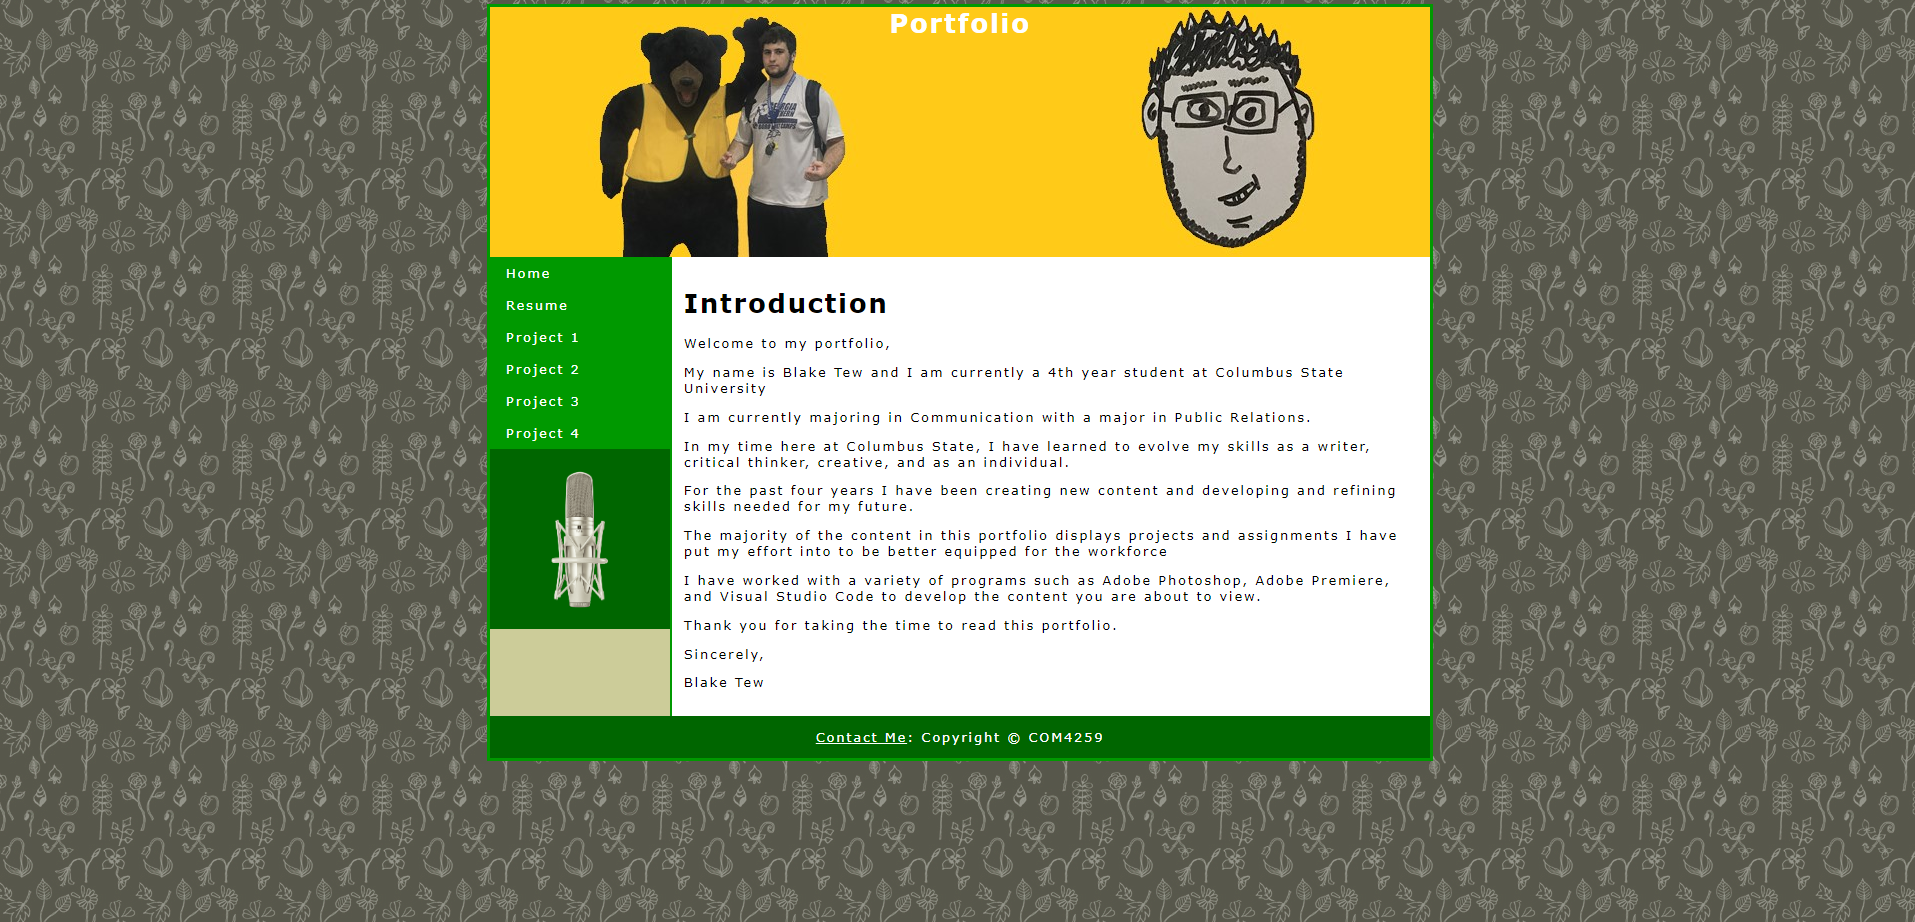 Portfolio
Home
Resume
Project 1
Project 2
Project 3
Project 4
Introduction
Welcome to my portfolio,
My name is Blake Tew and I am currently a 4th year student at Columbus State
University
I am currently majoring in Communication with a major in Public Relations.
In my time here at Columbus State, I have learned to evolve my skills as a writer,
critical thinker, creative, and as an individual.
For the past four years I have been creating new content and developing and refining
skills needed for my future.
The majority of the content in this portfolio displays projects and assignments I have
put my effort into to be better equipped for the workforce
I have worked with a variety of programs such as Adobe Photoshop, Adobe Premiere,
and Visual Studio Code to develop the content you are about to view.
Thank you for taking the time to read this portfolio.
Sincerely,
Blake Tew
Contact Me: Copyright © COM4259